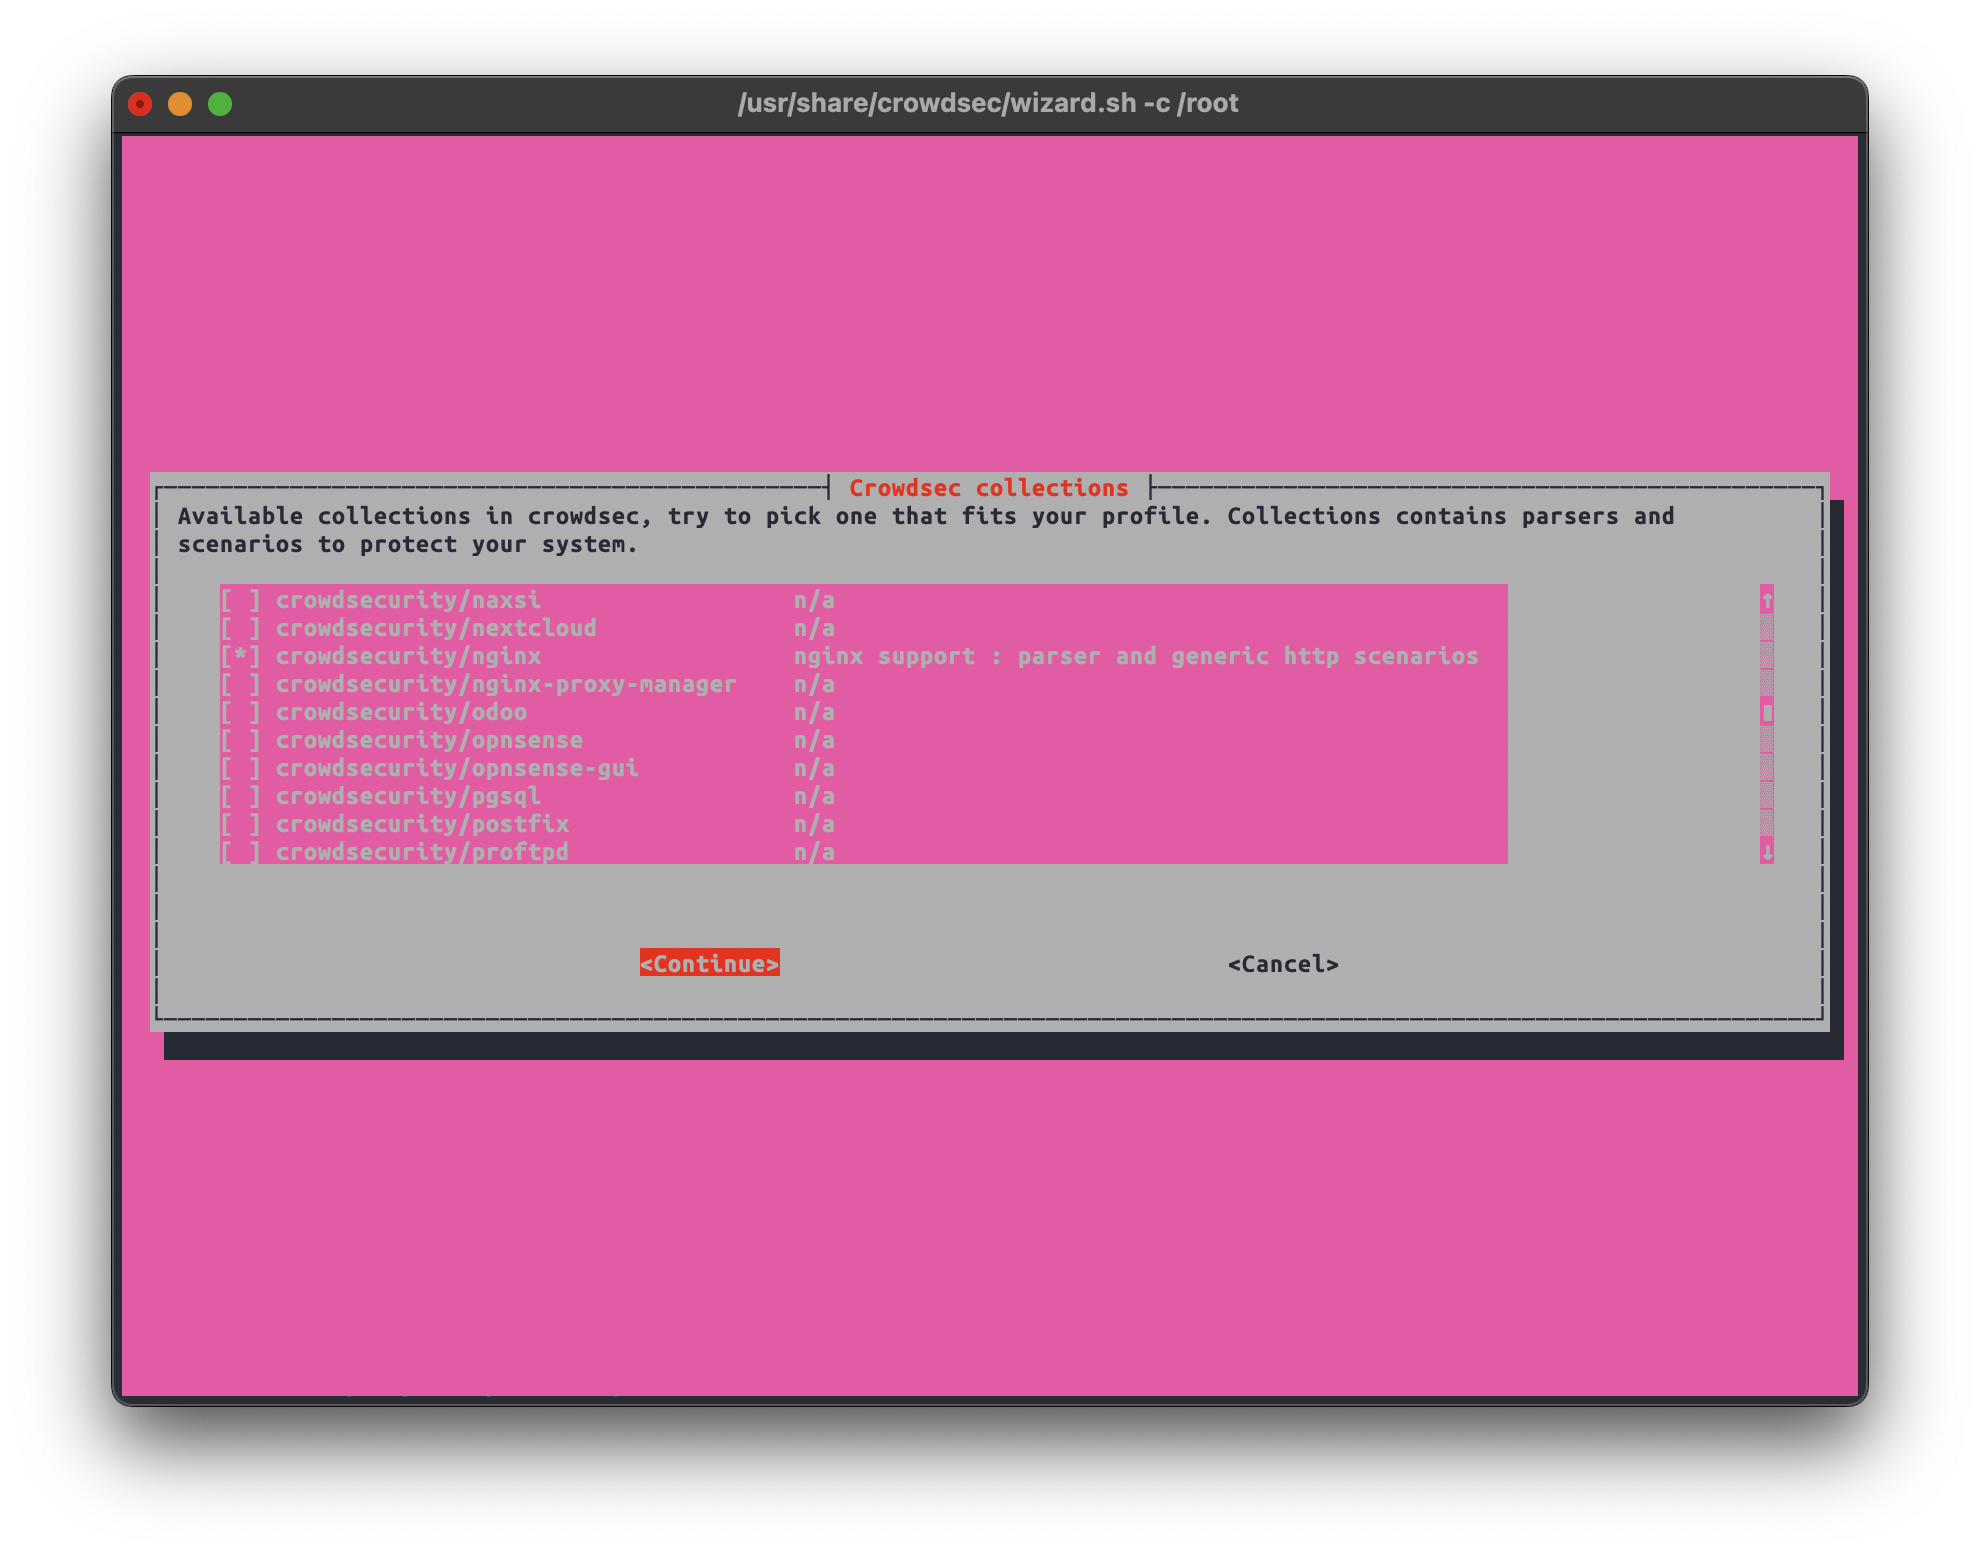 /usr/share/crowdsec/wizard.sh -c /root
Crowdsec collections
Available collections in crowdsec, try to pick one that fits your profile. Collections contains parsers and
scenarios to protect your system.
[ ] crowdsecurity/naxsi n/a
[ ] crowdsecurity/nextcloud n/a
[*] crowdsecurity/nginx nginx support : parser and generic http scenarios
[ ] crowdsecurity/nginx-proxy-manager n/a
[ ] crowdsecurity/odoo n/a
[ ] crowdsecurity/opnsense n/a
[ ] crowdsecurity/opnsense-gui n/a
[ ] crowdsecurity/pgsql n/a
[ ] crowdsecurity/postfix n/a
[ ] crowdsecurity/proftpd n/a
<Continue> <Cancel>